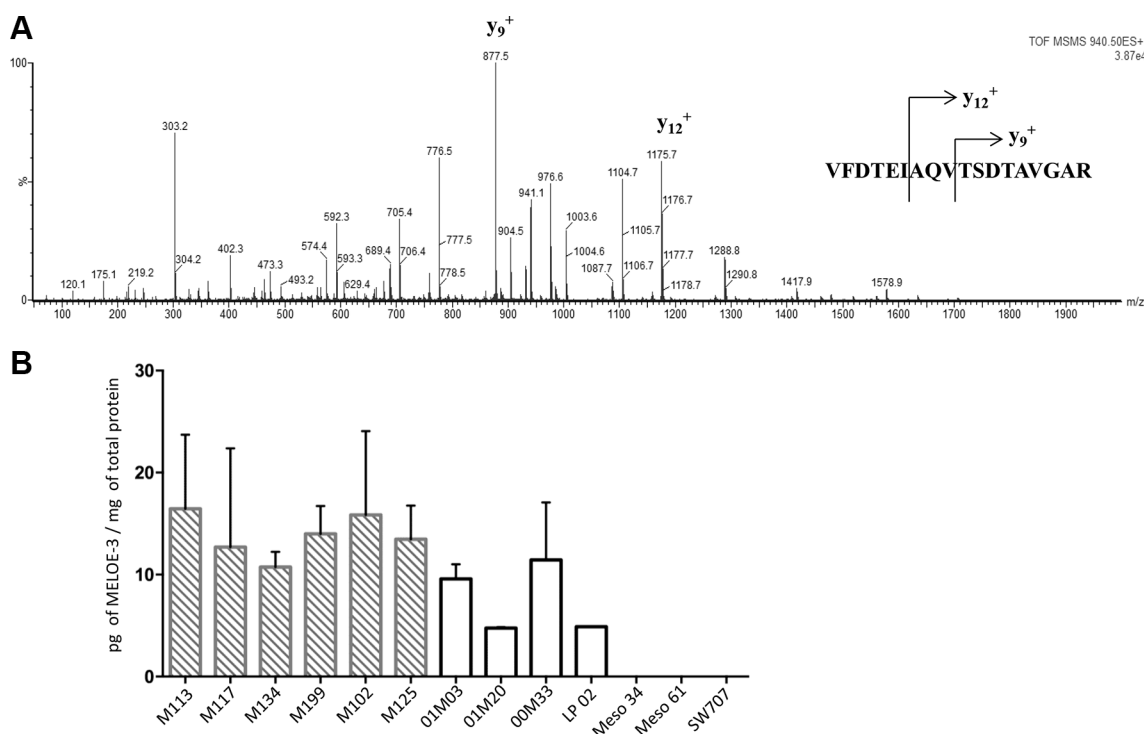 A
y9+
TOF MSMS 940.50ES+
3.87e4
100
877.5
y12+
y12+
303.2
y9+
776.5
1175.7
VFDTEIAQVTSDTAVGAR
%
1104.7
976.6
941.1
1176.7
592.3
705.4
1003.6
777.5
1105.7
904.5
574.4
402.3
593.3
689.4
706.4
1004.6
1177.7
1288.8
304.2
473.3
1087.7
1106.7
175.1
219.2
778.5
1290.8
120.1
493.2
629.4
1178.7
1417.9
1578.9
0
m/z
100 200 300 400 500 600 700 800 900 1000 1100 1200 1300 1400 1500 1600 1700 1800 1900
B
pg of MELOE-3 / mg of total protein
30
20
10
0
M113
M117
M134
M199
M102
M125
01M03
01M20
00M33
LP 02
Meso 34
Meso 61
SW707